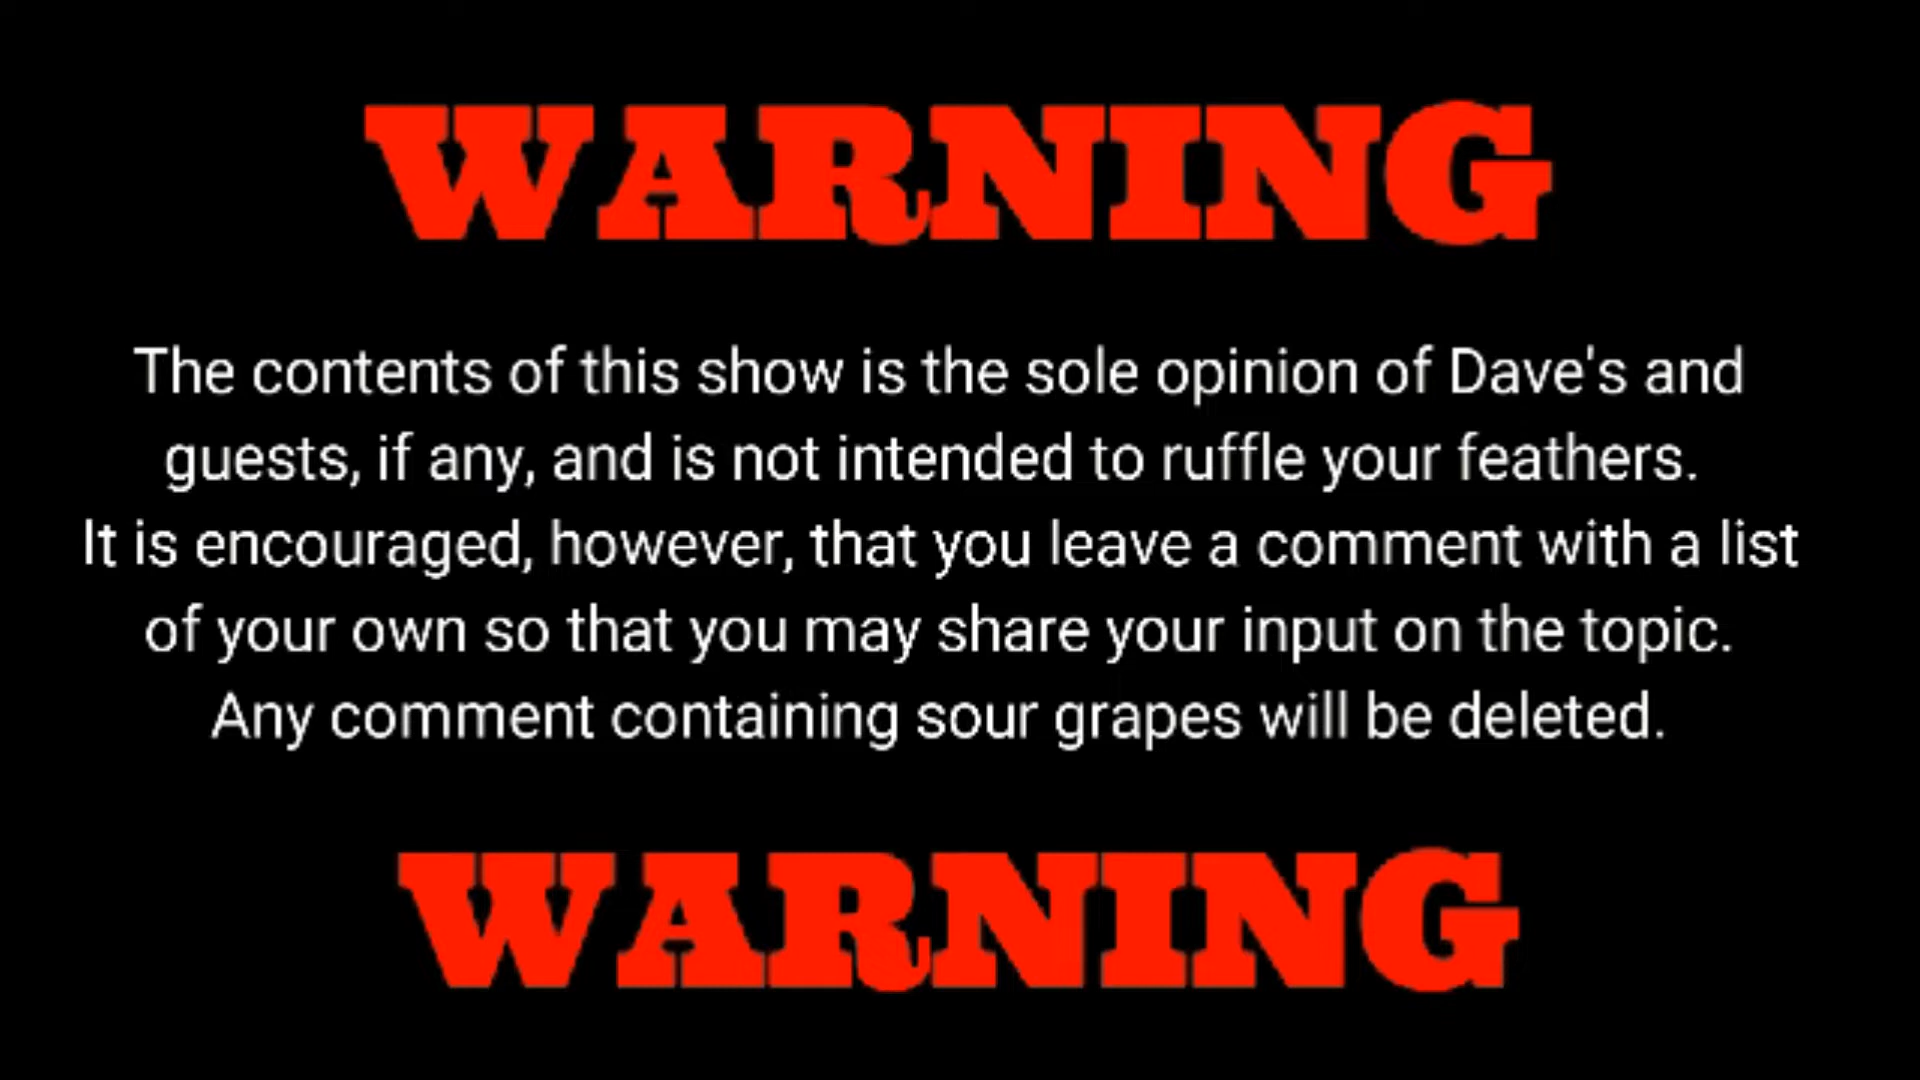 WARNING
The contents of this show is the sole opinion of Dave's and
guests, if any, and is not intended to ruffle your feathers.
It is encouraged, however, that you leave a comment with a list
of your own so that you may share your input on the topic.
Any comment containing sour grapes will be deleted.
WARNING